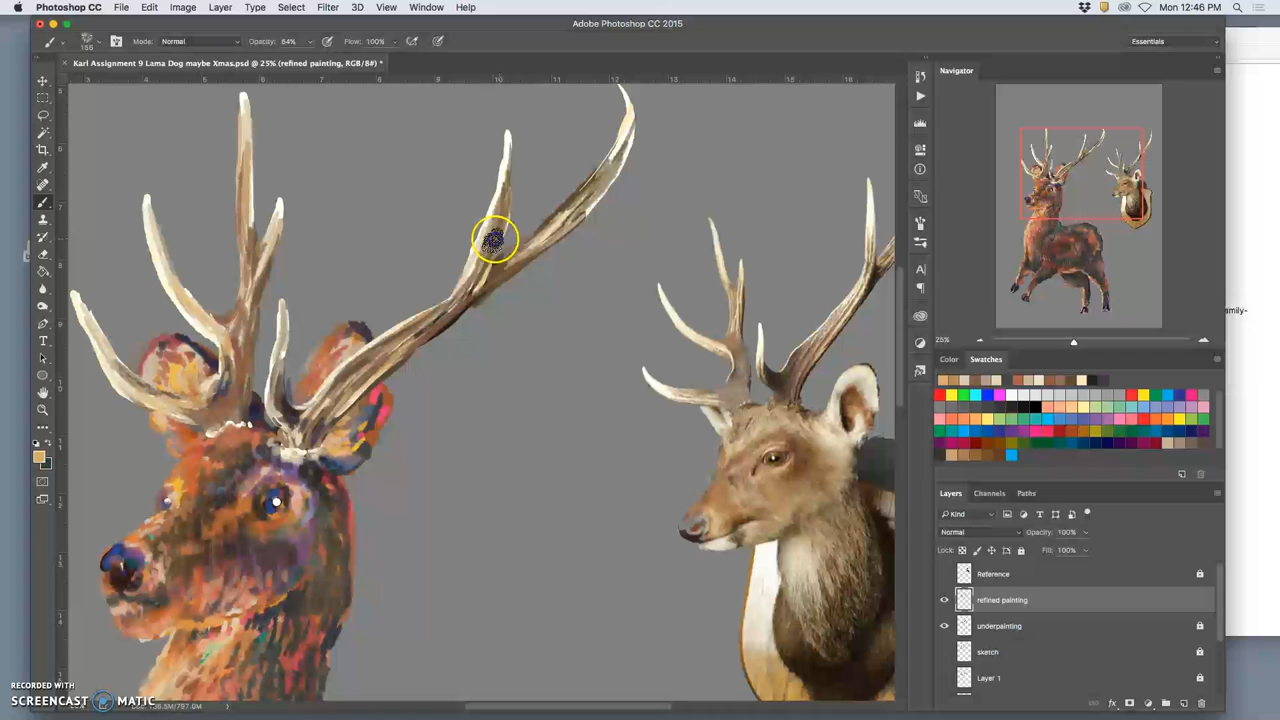 Photoshop CC File Edit Image Layer Type Select Filter 3D View Window Help
Mon 12:46 PM
Adobe Photoshop CC 2015
Mode: Normal Opacity: 64% Flow: 100%
Essentials
Karl Assignment 9 Lama Dog maybe Xmas.psd @ 25% (refined painting, RGB/8#) *
Navigator
25%
Color Swatches
Layers Channels Paths
Kind
Normal Opacity: 100%
Lock: Fill: 100%
Reference
refined painting
underpainting
sketch
Layer 1
RECORDED WITH
SCREENCAST MATIC